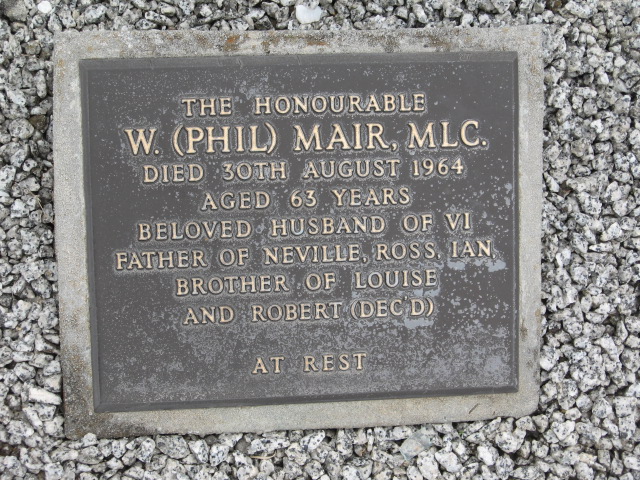 THE HONOURABLE
W. (PHIL) MAIR, MLC.
DIED 30TH AUGUST 1964
AGED 63 YEARS
BELOVED HUSBAND OF VI
FATHER OF NEVILLE, ROSS, IAN,
BROTHER OF LOUISE
AND ROBERT (DEC'D)
AT REST